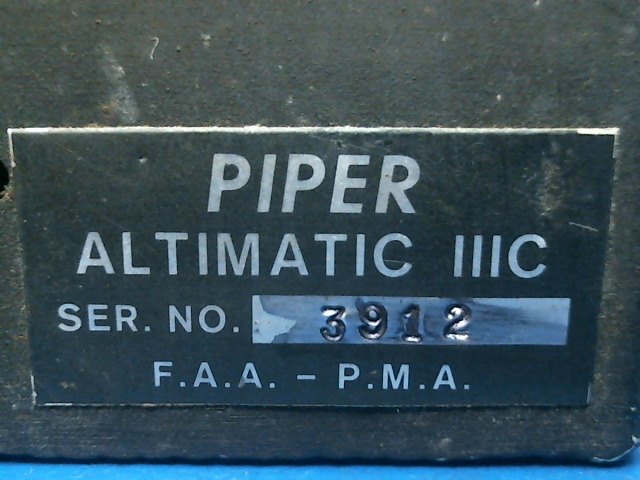 PIPER
ALTIMATIC IIIC
SER. NO. 3912
F.A.A. - P.M.A.